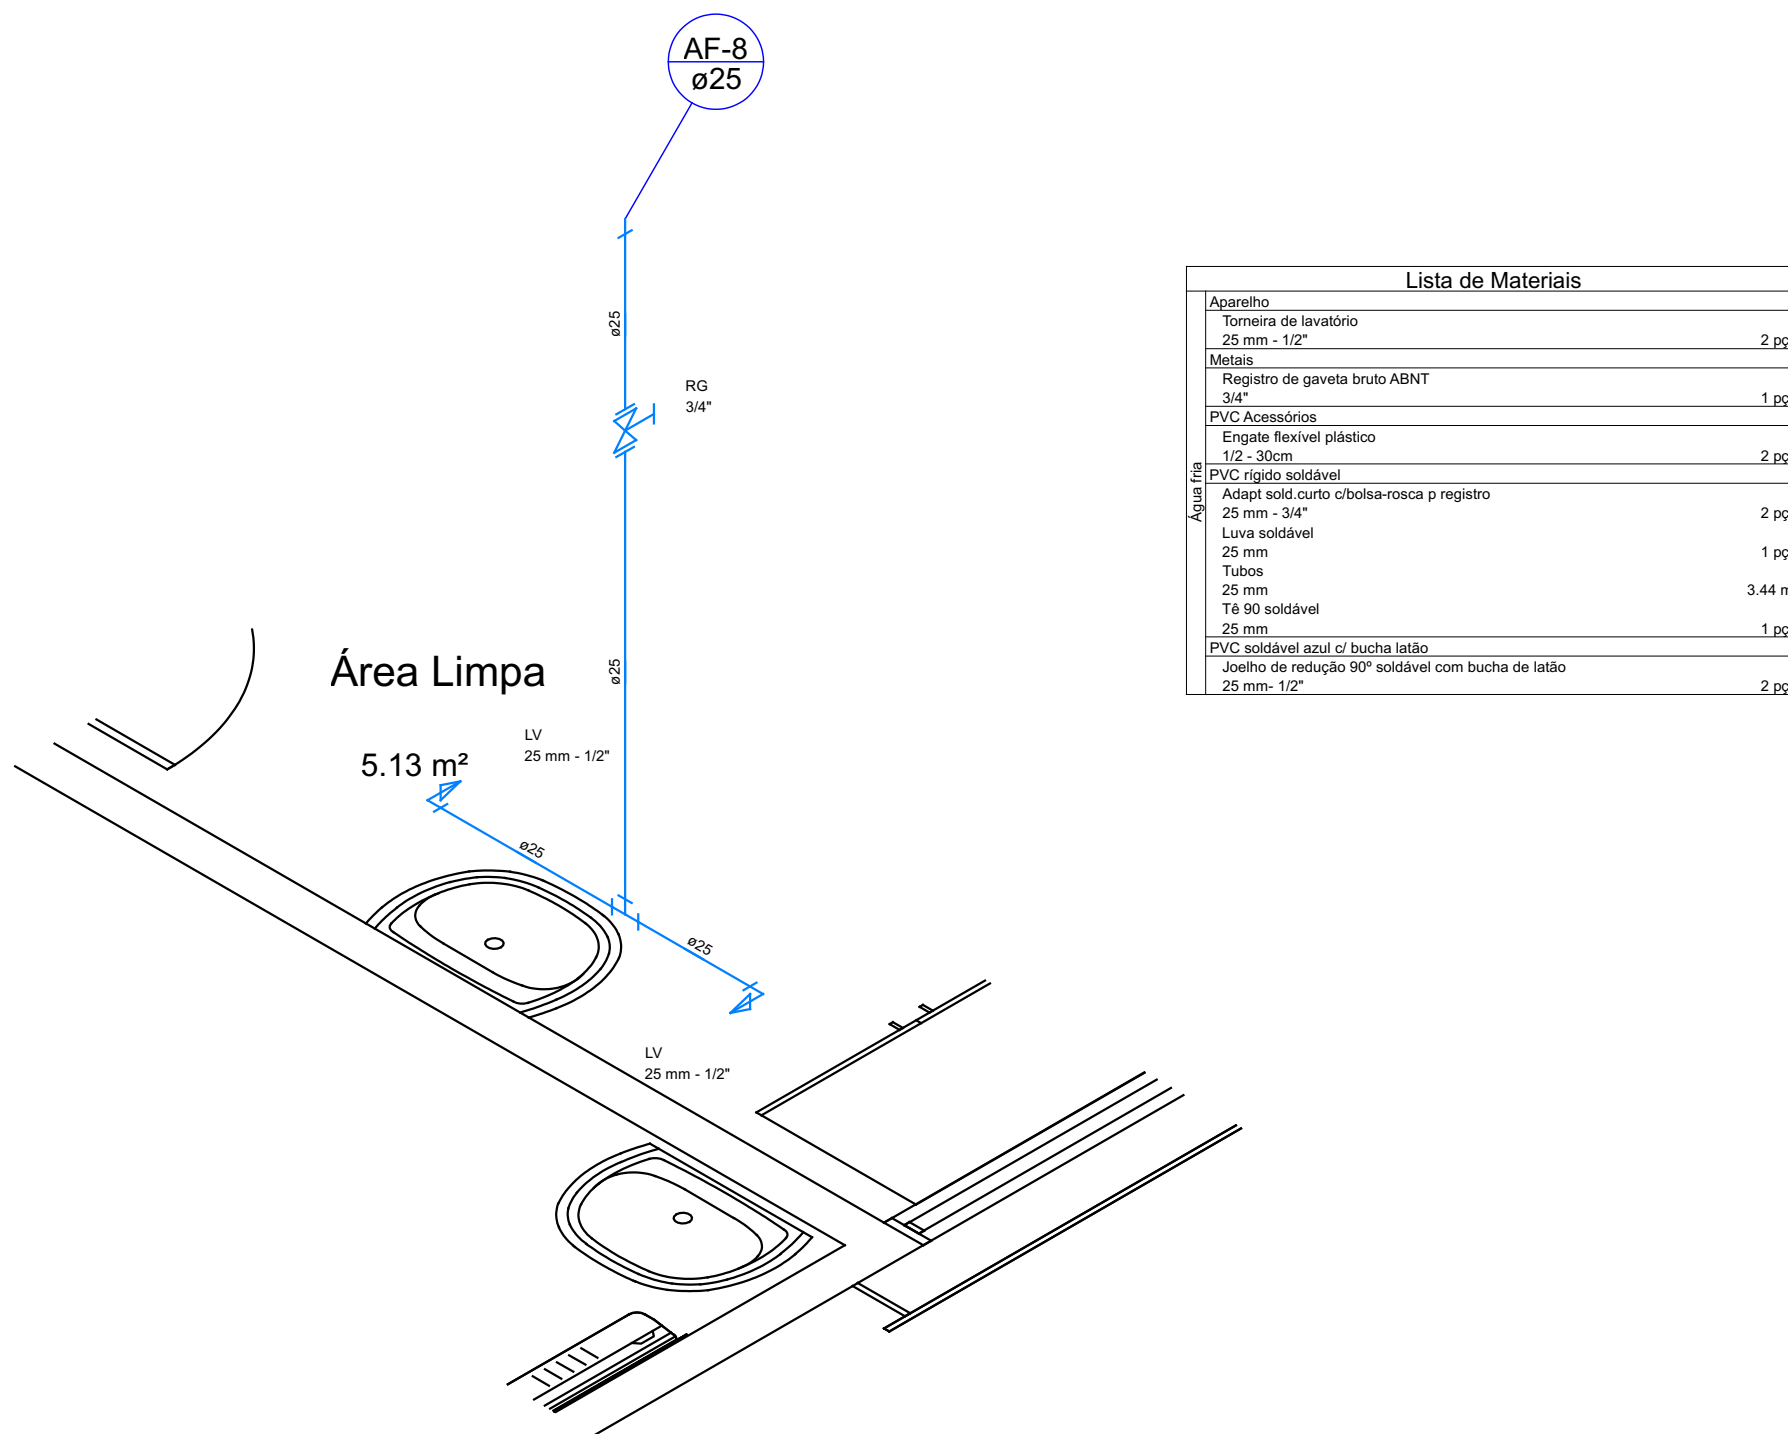 AF-8
ø25
ø25
RG
3/4"
ø25
Área Limpa
LV
25 mm - 1/2"
5.13 m²
ø25
ø25
LV
25 mm - 1/2"
Lista de Materiais
Água fria
Aparelho
Torneira de lavatório
25 mm - 1/2" 2 pç
Metais
Registro de gaveta bruto ABNT
3/4" 1 pç
PVC Acessórios
Engate flexível plástico
1/2 - 30cm 2 pç
PVC rígido soldável
Adapt sold.curto c/bolsa-rosca p registro
25 mm - 3/4" 2 pç
Luva soldável
25 mm 1 pç
Tubos
25 mm 3.44 m
Tê 90 soldável
25 mm 1 pç
PVC soldável azul c/ bucha latão
Joelho de redução 90º soldável com bucha de latão
25 mm- 1/2" 2 pç